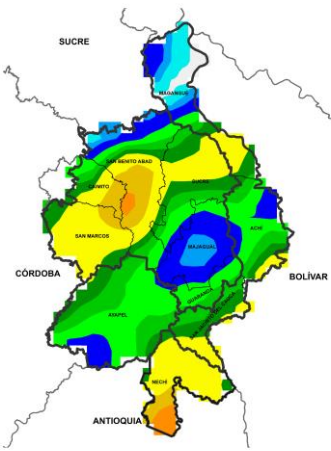 SUCRE
MAGANGUÉ
SAN BENITO ABAD
CAIMITO
SUCRE
SAN MARCOS
ACHÍ
MAJAGUAL
CÓRDOBA
BOLÍVAR
GUARANDA
AYAPEL
NECHÍ
ANTIOQUIA